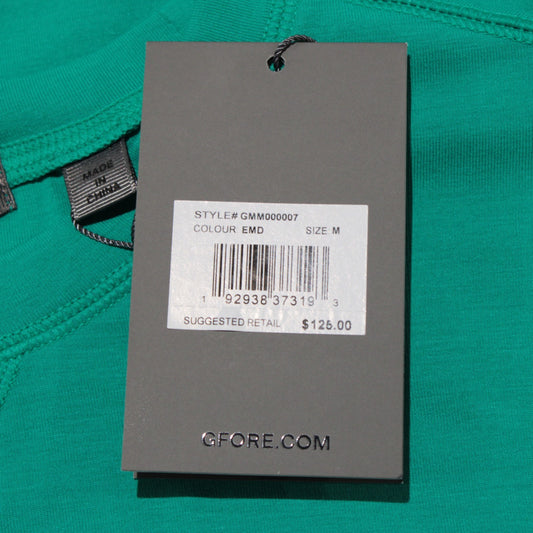 MADE
IN
CHINA
STYLE# GMM000007
COLOUR EMD SIZE M
1 92938 37319 3
SUGGESTED RETAIL $125.00
GFORE.COM